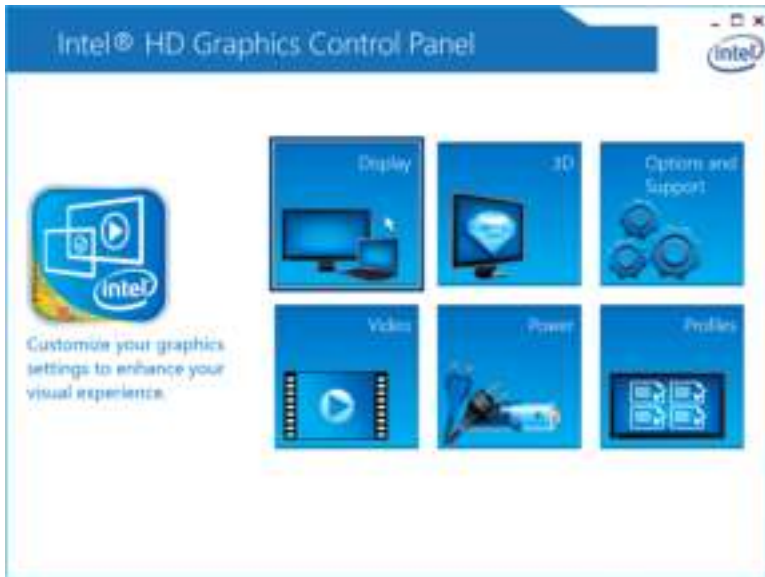 Intel® HD Graphics Control Panel
intel
Display
3D
Options and
Support
intel
Customize your graphics
settings to enhance your
visual experience.
Video
Power
Profiles